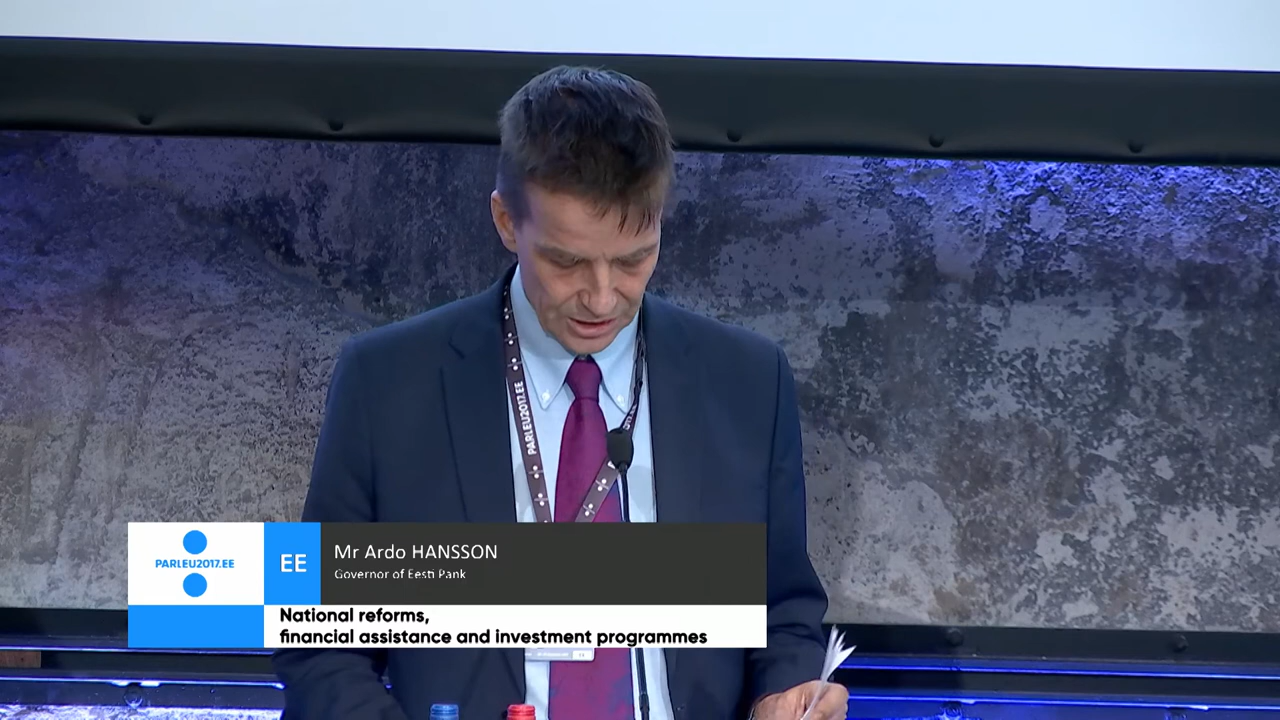 PARLEU2017.EE
PARLEU2017.EE
EE
Mr Ardo HANSSON
Governor of Eesti Pank
National reforms,
financial assistance and investment programmes